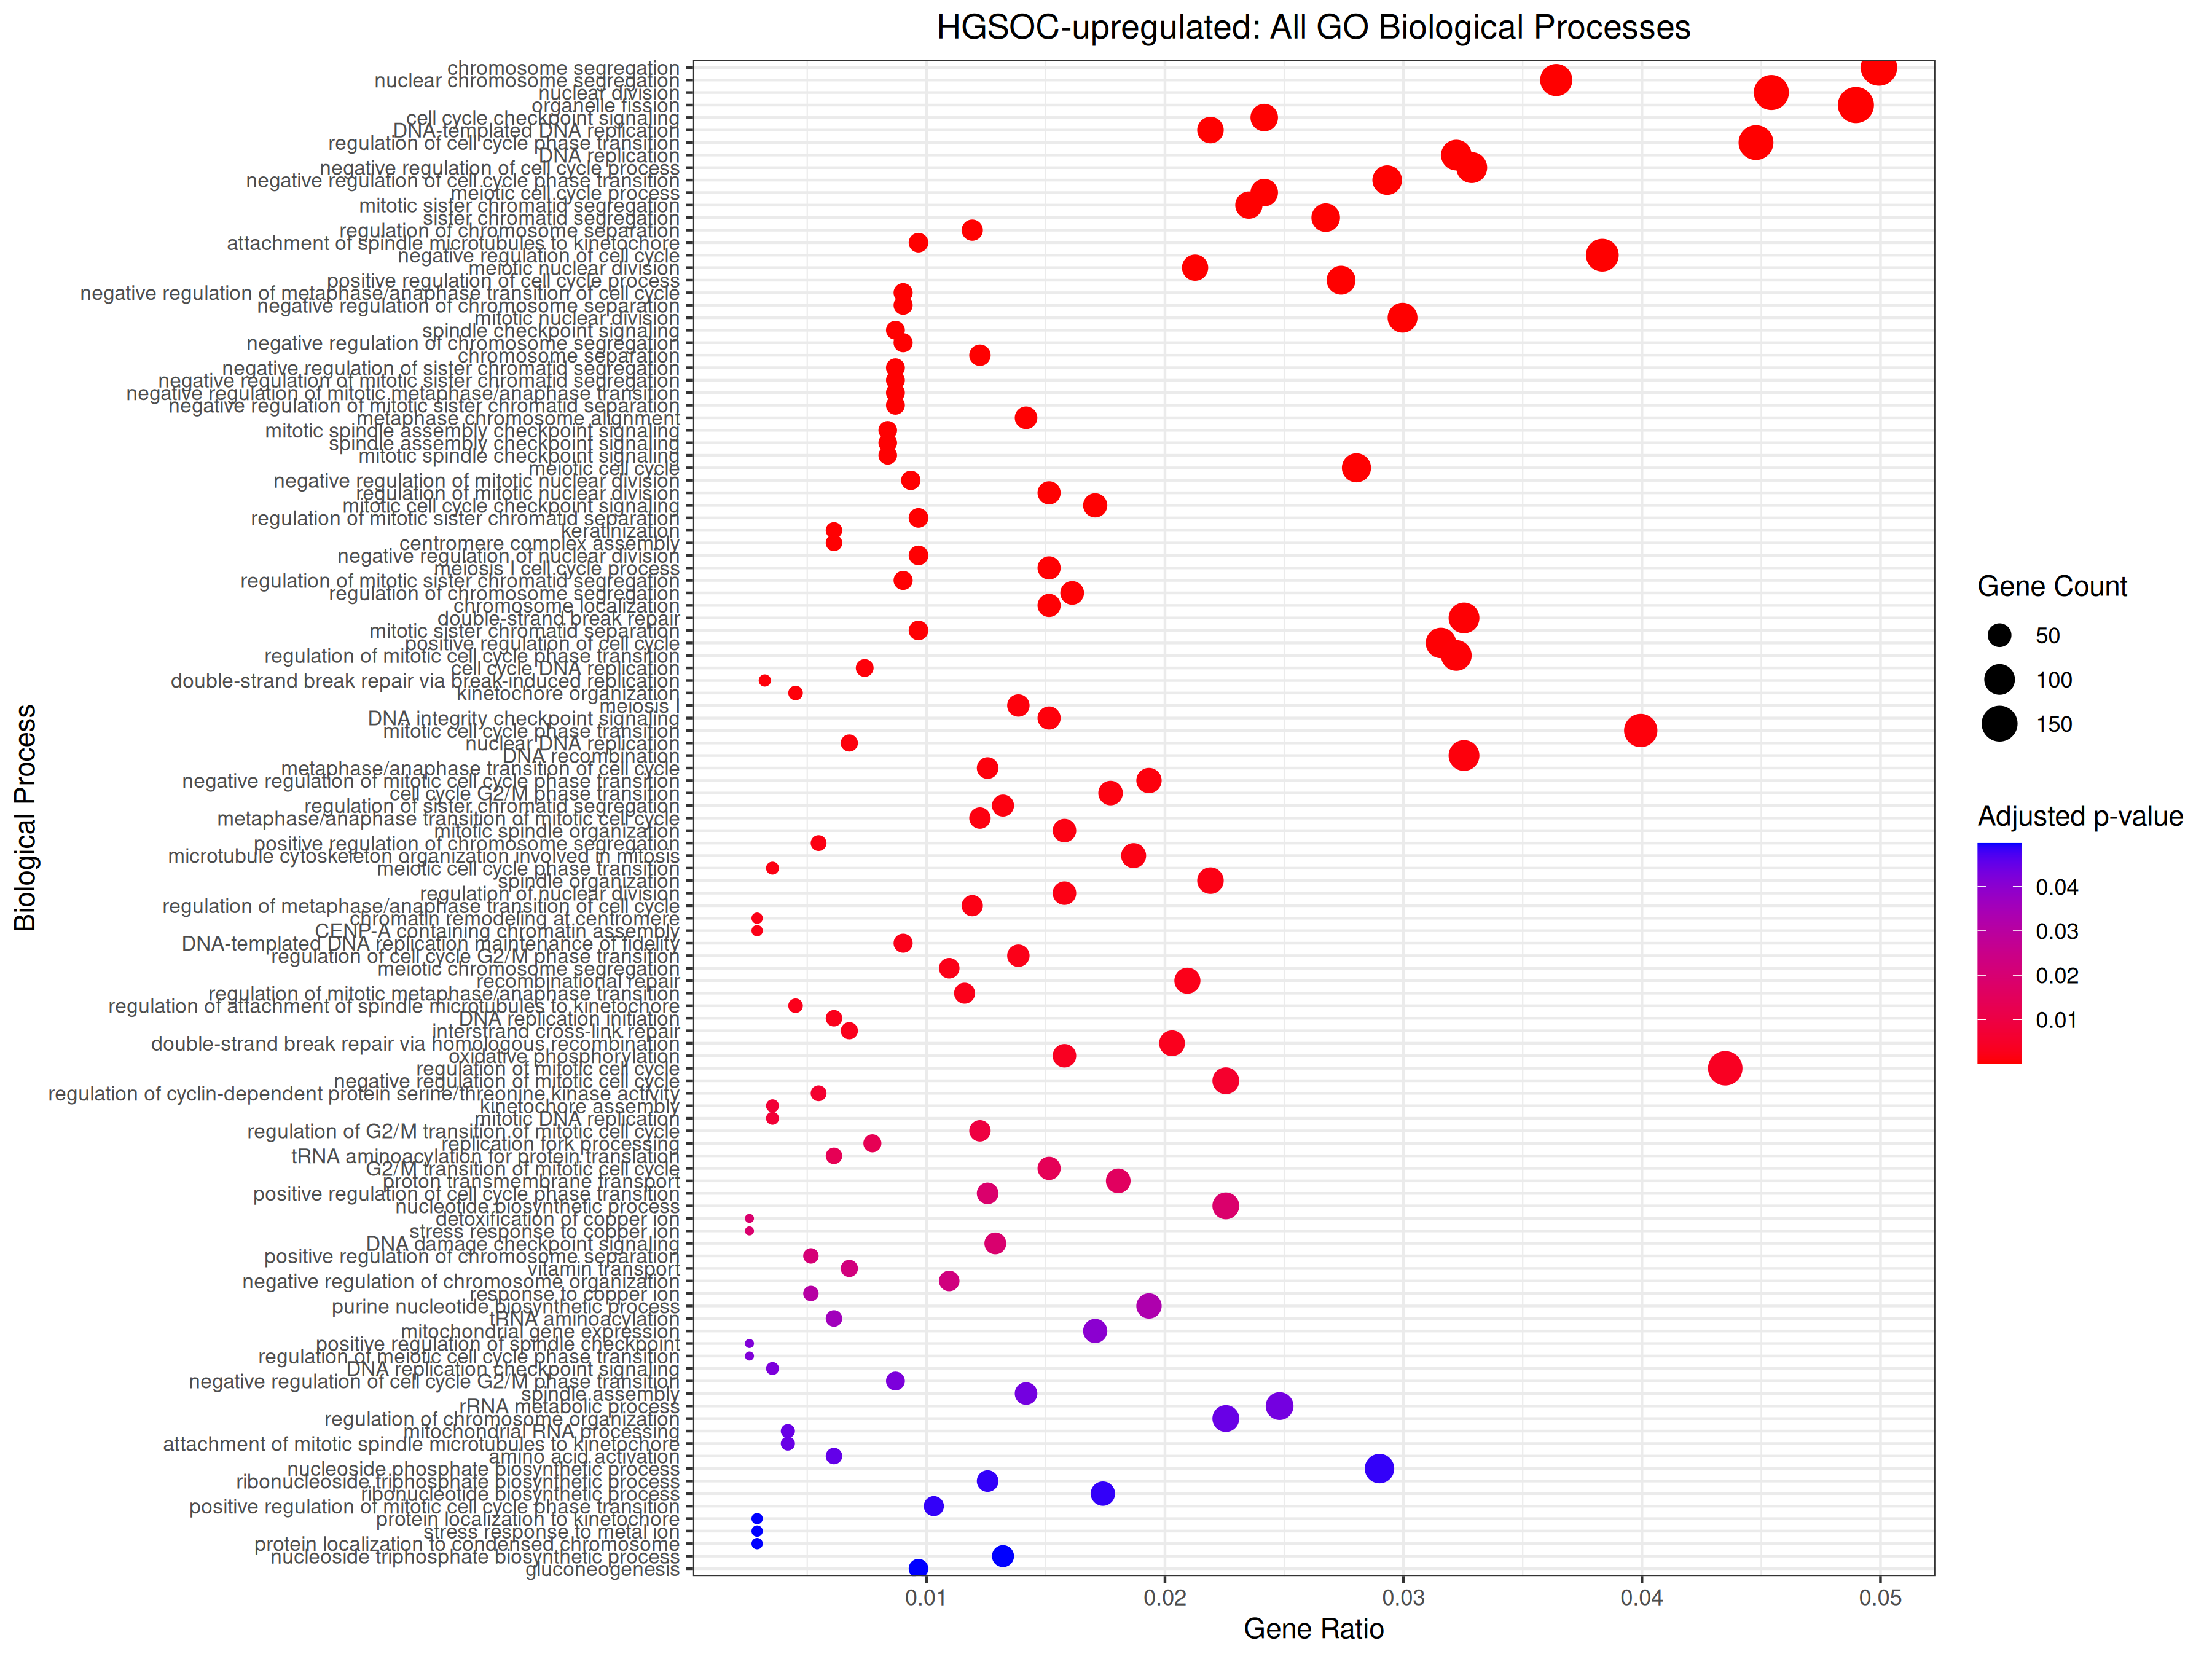 HGSOC-upregulated: All GO Biological Processes
chromosome segregation
nuclear chromosome segregation
nuclear division
organelle fission
cell cycle checkpoint signaling
DNA-templated DNA replication
regulation of cell cycle phase transition
DNA replication
negative regulation of cell cycle process
negative regulation of cell cycle phase transition
meiotic cell cycle process
mitotic sister chromatid segregation
sister chromatid segregation
regulation of chromosome separation
attachment of spindle microtubules to kinetochore
negative regulation of cell cycle
meiotic nuclear division
positive regulation of cell cycle process
negative regulation of metaphase/anaphase transition of cell cycle
negative regulation of chromosome separation
mitotic nuclear division
spindle checkpoint signaling
negative regulation of chromosome segregation
chromosome separation
negative regulation of sister chromatid segregation
negative regulation of mitotic sister chromatid segregation
negative regulation of mitotic metaphase/anaphase transition
negative regulation of mitotic sister chromatid separation
metaphase chromosome alignment
mitotic spindle assembly checkpoint signaling
spindle assembly checkpoint signaling
mitotic spindle checkpoint signaling
meiotic cell cycle
negative regulation of mitotic nuclear division
regulation of mitotic nuclear division
mitotic cell cycle checkpoint signaling
regulation of mitotic sister chromatid separation
keratinization
centromere complex assembly
negative regulation of nuclear division
meiosis I cell cycle process
regulation of mitotic sister chromatid segregation
regulation of chromosome segregation
chromosome localization
double-strand break repair
mitotic sister chromatid separation
positive regulation of cell cycle
regulation of mitotic cell cycle phase transition
cell cycle DNA replication
double-strand break repair via break-induced replication
kinetochore organization
meiosis I
DNA integrity checkpoint signaling
mitotic cell cycle phase transition
nuclear DNA replication
DNA recombination
metaphase/anaphase transition of cell cycle
negative regulation of mitotic cell cycle phase transition
cell cycle G2/M phase transition
regulation of sister chromatid segregation
metaphase/anaphase transition of mitotic cell cycle
mitotic spindle organization
positive regulation of chromosome segregation
microtubule cytoskeleton organization involved in mitosis
meiotic cell cycle phase transition
spindle organization
regulation of nuclear division
regulation of metaphase/anaphase transition of cell cycle
chromatin remodeling at centromere
CENP-A containing chromatin assembly
DNA-templated DNA replication maintenance of fidelity
regulation of cell cycle G2/M phase transition
meiotic chromosome segregation
recombinational repair
regulation of mitotic metaphase/anaphase transition
regulation of attachment of spindle microtubules to kinetochore
DNA replication initiation
interstrand cross-link repair
double-strand break repair via homologous recombination
oxidative phosphorylation
regulation of mitotic cell cycle
negative regulation of mitotic cell cycle
regulation of cyclin-dependent protein serine/threonine kinase activity
kinetochore assembly
mitotic DNA replication
regulation of G2/M transition of mitotic cell cycle
replication fork processing
tRNA aminoacylation for protein translation
G2/M transition of mitotic cell cycle
proton transmembrane transport
positive regulation of cell cycle phase transition
nucleotide biosynthetic process
detoxification of copper ion
stress response to copper ion
DNA damage checkpoint signaling
positive regulation of chromosome separation
vitamin transport
negative regulation of chromosome organization
response to copper ion
purine nucleotide biosynthetic process
tRNA aminoacylation
mitochondrial gene expression
positive regulation of spindle checkpoint
regulation of meiotic cell cycle phase transition
DNA replication checkpoint signaling
negative regulation of cell cycle G2/M phase transition
spindle assembly
rRNA metabolic process
regulation of chromosome organization
mitochondrial RNA processing
attachment of mitotic spindle microtubules to kinetochore
amino acid activation
nucleoside phosphate biosynthetic process
ribonucleoside triphosphate biosynthetic process
ribonucleotide biosynthetic process
positive regulation of mitotic cell cycle phase transition
protein localization to kinetochore
stress response to metal ion
protein localization to condensed chromosome
nucleoside triphosphate biosynthetic process
gluconeogenesis
Biological Process
0.01
0.02
0.03
0.04
0.05
Gene Ratio
Gene Count
50
100
150
Adjusted p-value
0.04
0.03
0.02
0.01